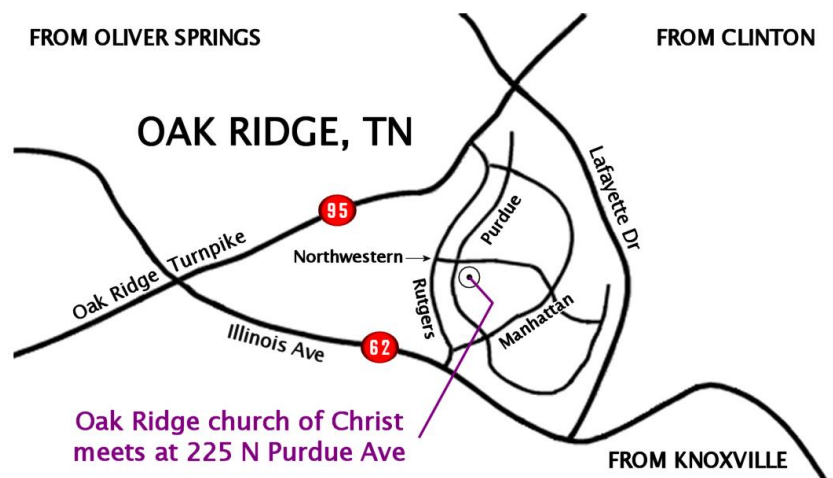 FROM OLIVER SPRINGS
FROM CLINTON
OAK RIDGE, TN
Lafayette Dr
95
Purdue
Oak Ridge Turnpike
Northwestern
Rutgers
Manhattan
Illinois Ave
62
Oak Ridge church of Christ
meets at 225 N Purdue Ave
FROM KNOXVILLE